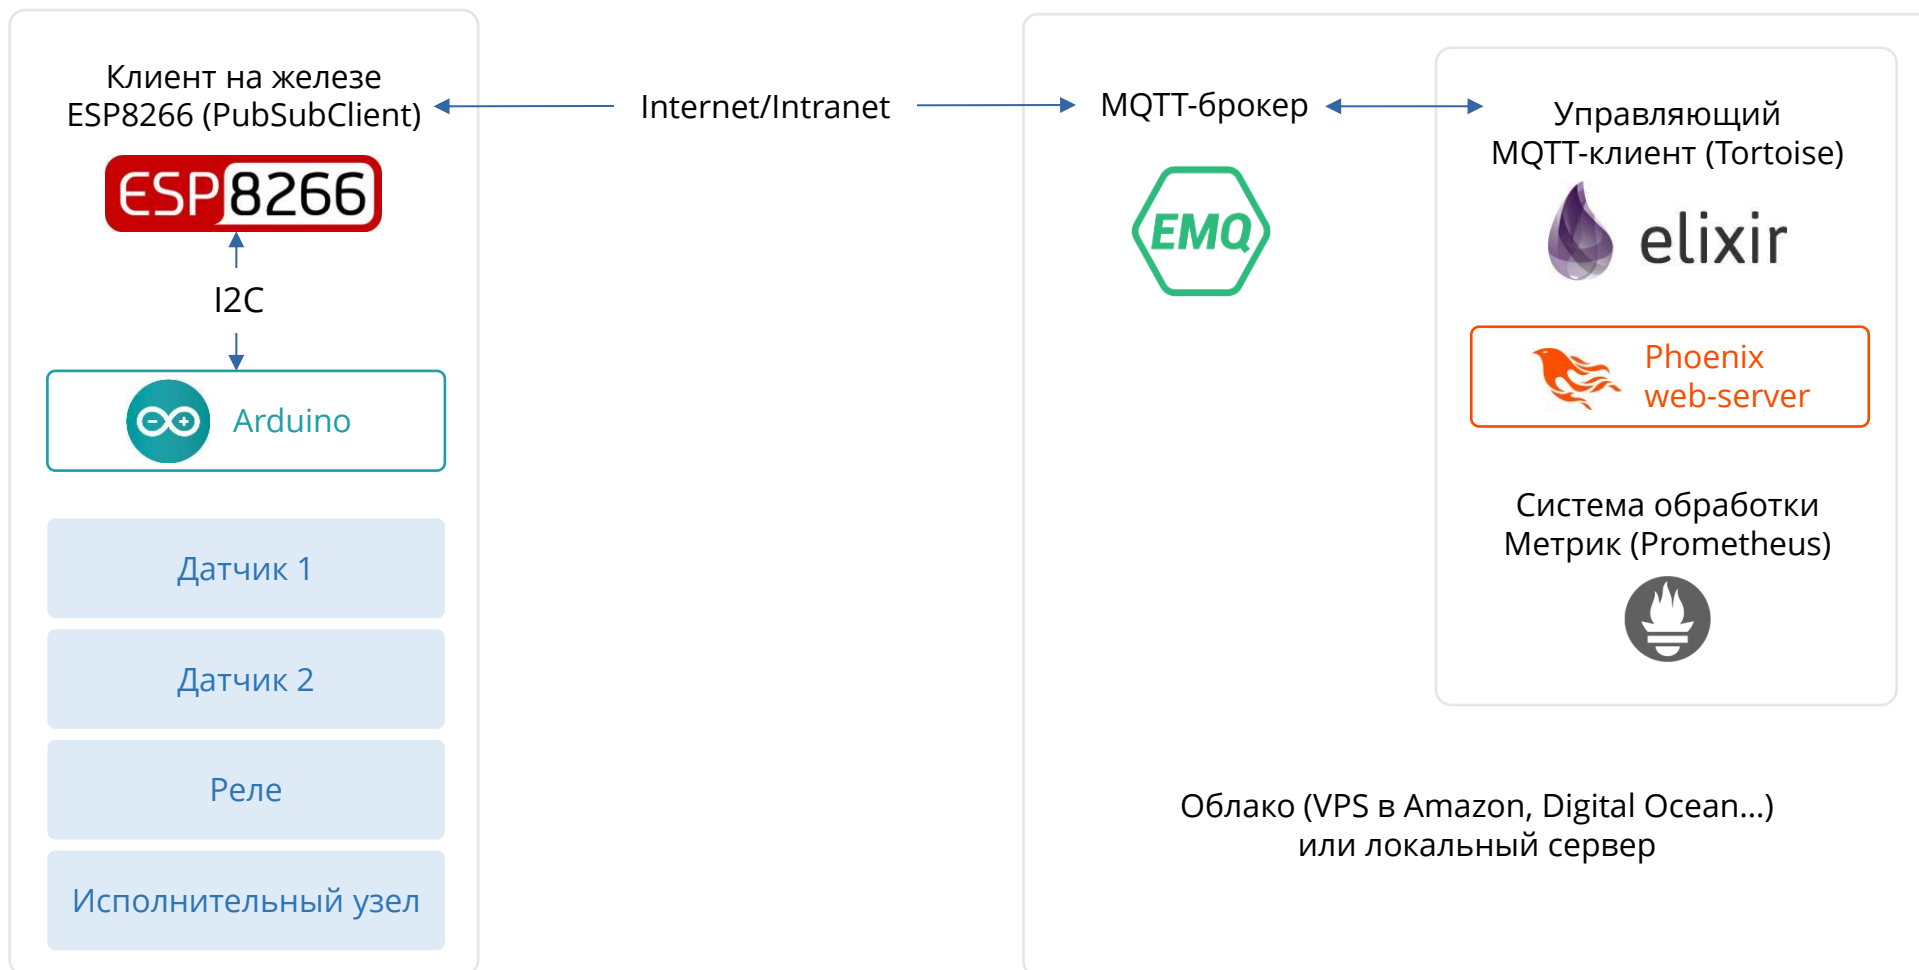 Клиент на железе
ESP8266 (PubSubClient)
ESP8266
I2C
Arduino
Датчик 1
Датчик 2
Реле
Исполнительный узел
Internet/Intranet
MQTT-брокер
EMQ
Управляющий
MQTT-клиент (Tortoise)
elixir
Phoenix
web-server
Система обработки
Метрик (Prometheus)
Облако (VPS в Amazon, Digital Ocean...)
или локальный сервер